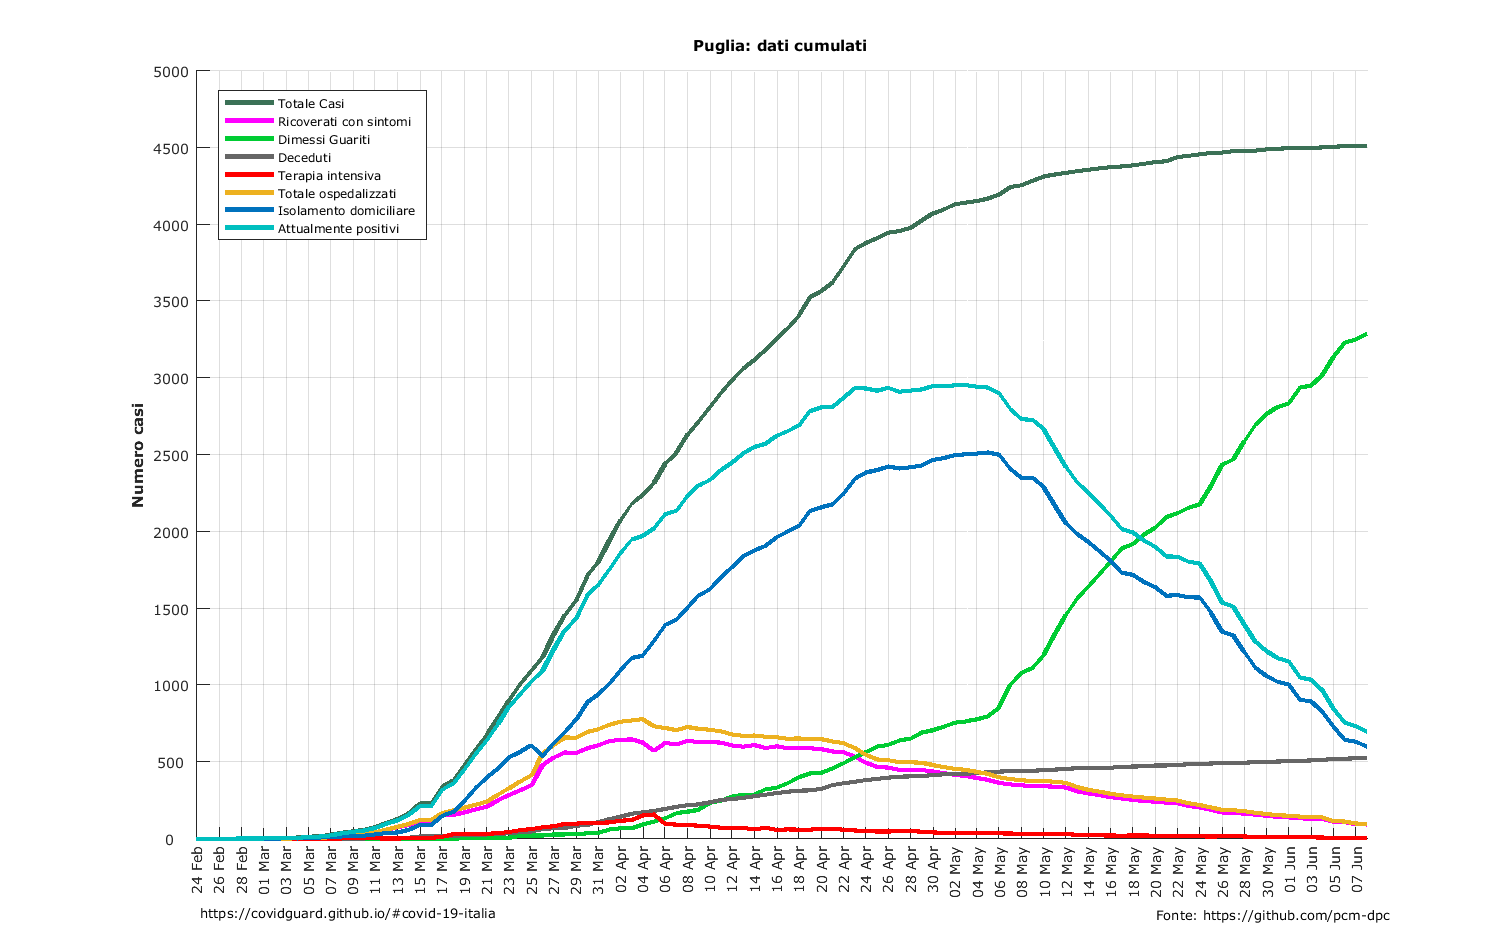 Puglia: dati cumulati
5000
4500
4000
3500
3000
2500
2000
1500
1000
500
0
Numero casi
Totale Casi
Ricoverati con sintomi
Dimessi Guariti
Deceduti
Terapia intensiva
Totale ospedalizzati
Isolamento domiciliare
Attualmente positivi
24 Feb
26 Feb
28 Feb
01 Mar
03 Mar
05 Mar
07 Mar
09 Mar
11 Mar
13 Mar
15 Mar
17 Mar
19 Mar
21 Mar
23 Mar
25 Mar
27 Mar
29 Mar
31 Mar
02 Apr
04 Apr
06 Apr
08 Apr
10 Apr
12 Apr
14 Apr
16 Apr
18 Apr
20 Apr
22 Apr
24 Apr
26 Apr
28 Apr
30 Apr
02 May
04 May
06 May
08 May
10 May
12 May
14 May
16 May
18 May
20 May
22 May
24 May
26 May
28 May
30 May
01 Jun
03 Jun
05 Jun
07 Jun
https://covidguard.github.io/#covid-19-italia
Fonte: https://github.com/pcm-dpc